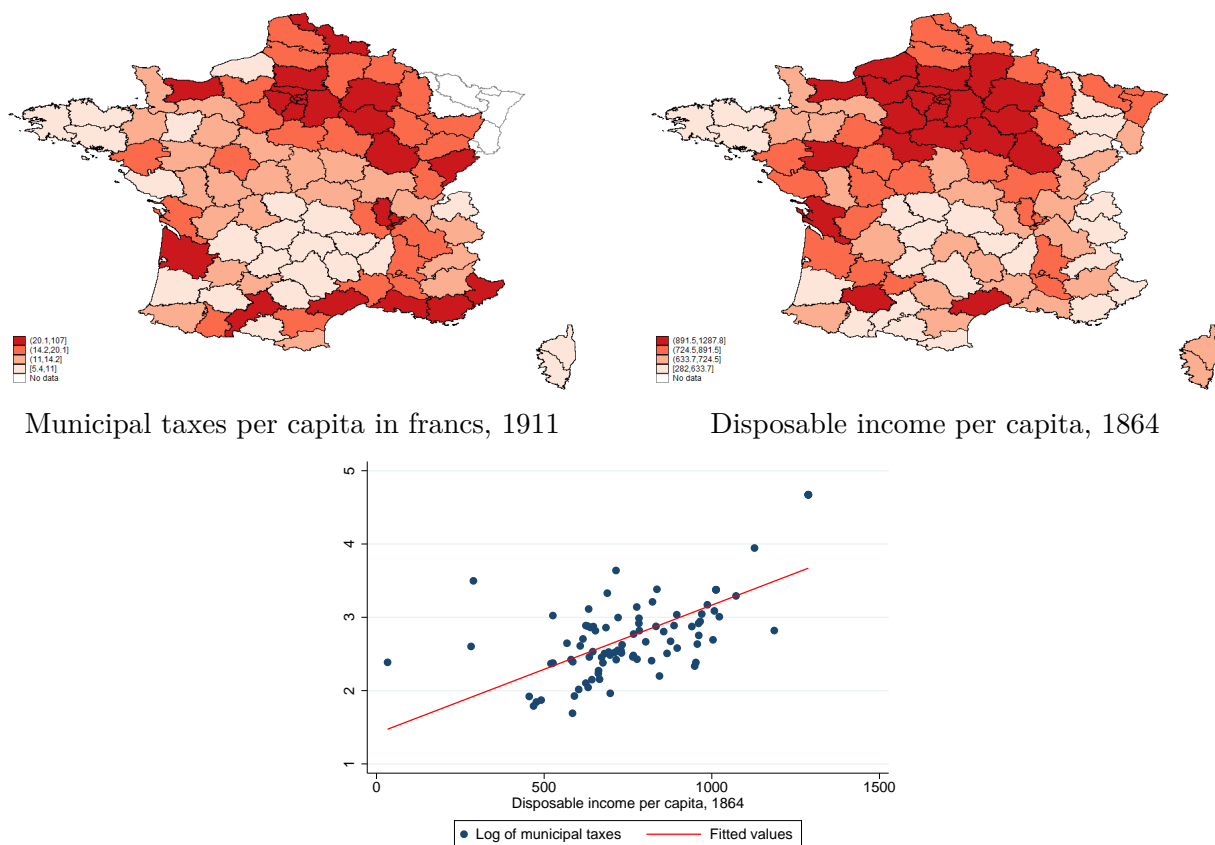 (20.1,107]
(14.2,20.1]
(11,14.2]
[5.4,11]
No data
(891.5,1287.8]
(724.5,891.5]
(633.7,724.5]
[282,633.7]
No data
Municipal taxes per capita in francs, 1911
Disposable income per capita, 1864
5
4
3
2
1
0 500 1000 1500
Disposable income per capita, 1864
Log of municipal taxes Fitted values